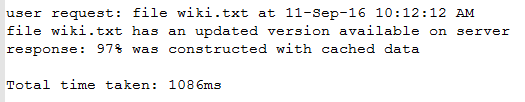 user request: file wiki.txt at 11-Sep-16 10:12:12 AM
file wiki.txt has an updated version available on server
response: 97% was constructed with cached data
Total time taken: 1086ms